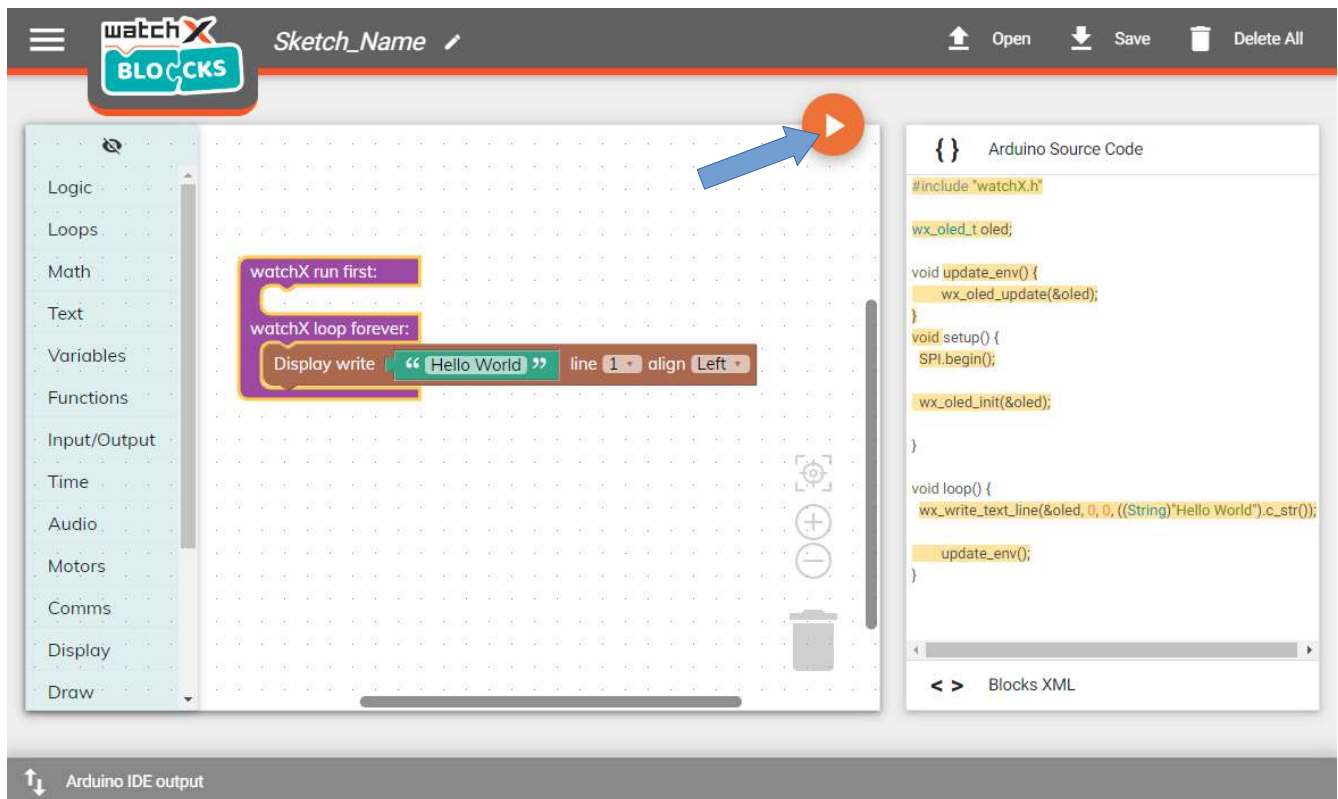 watchX
BLOCKS
Sketch_Name
Open
Save
Delete All
Logic
Loops
Math
Text
Variables
Functions
Input/Output
Time
Audio
Motors
Comms
Display
Draw
watchX run first:
watchX loop forever:
Display write “ Hello World ” line 1 align Left
{ } Arduino Source Code
#include "watchX.h"
wx_oled_t oled;
void update_env() {
wx_oled_update(&oled);
}
void setup() {
SPI.begin();
wx_oled_init(&oled);
}
void loop() {
wx_write_text_line(&oled, 0, 0, ((String)"Hello World").c_str());
update_env();
}
< > Blocks XML
Arduino IDE output